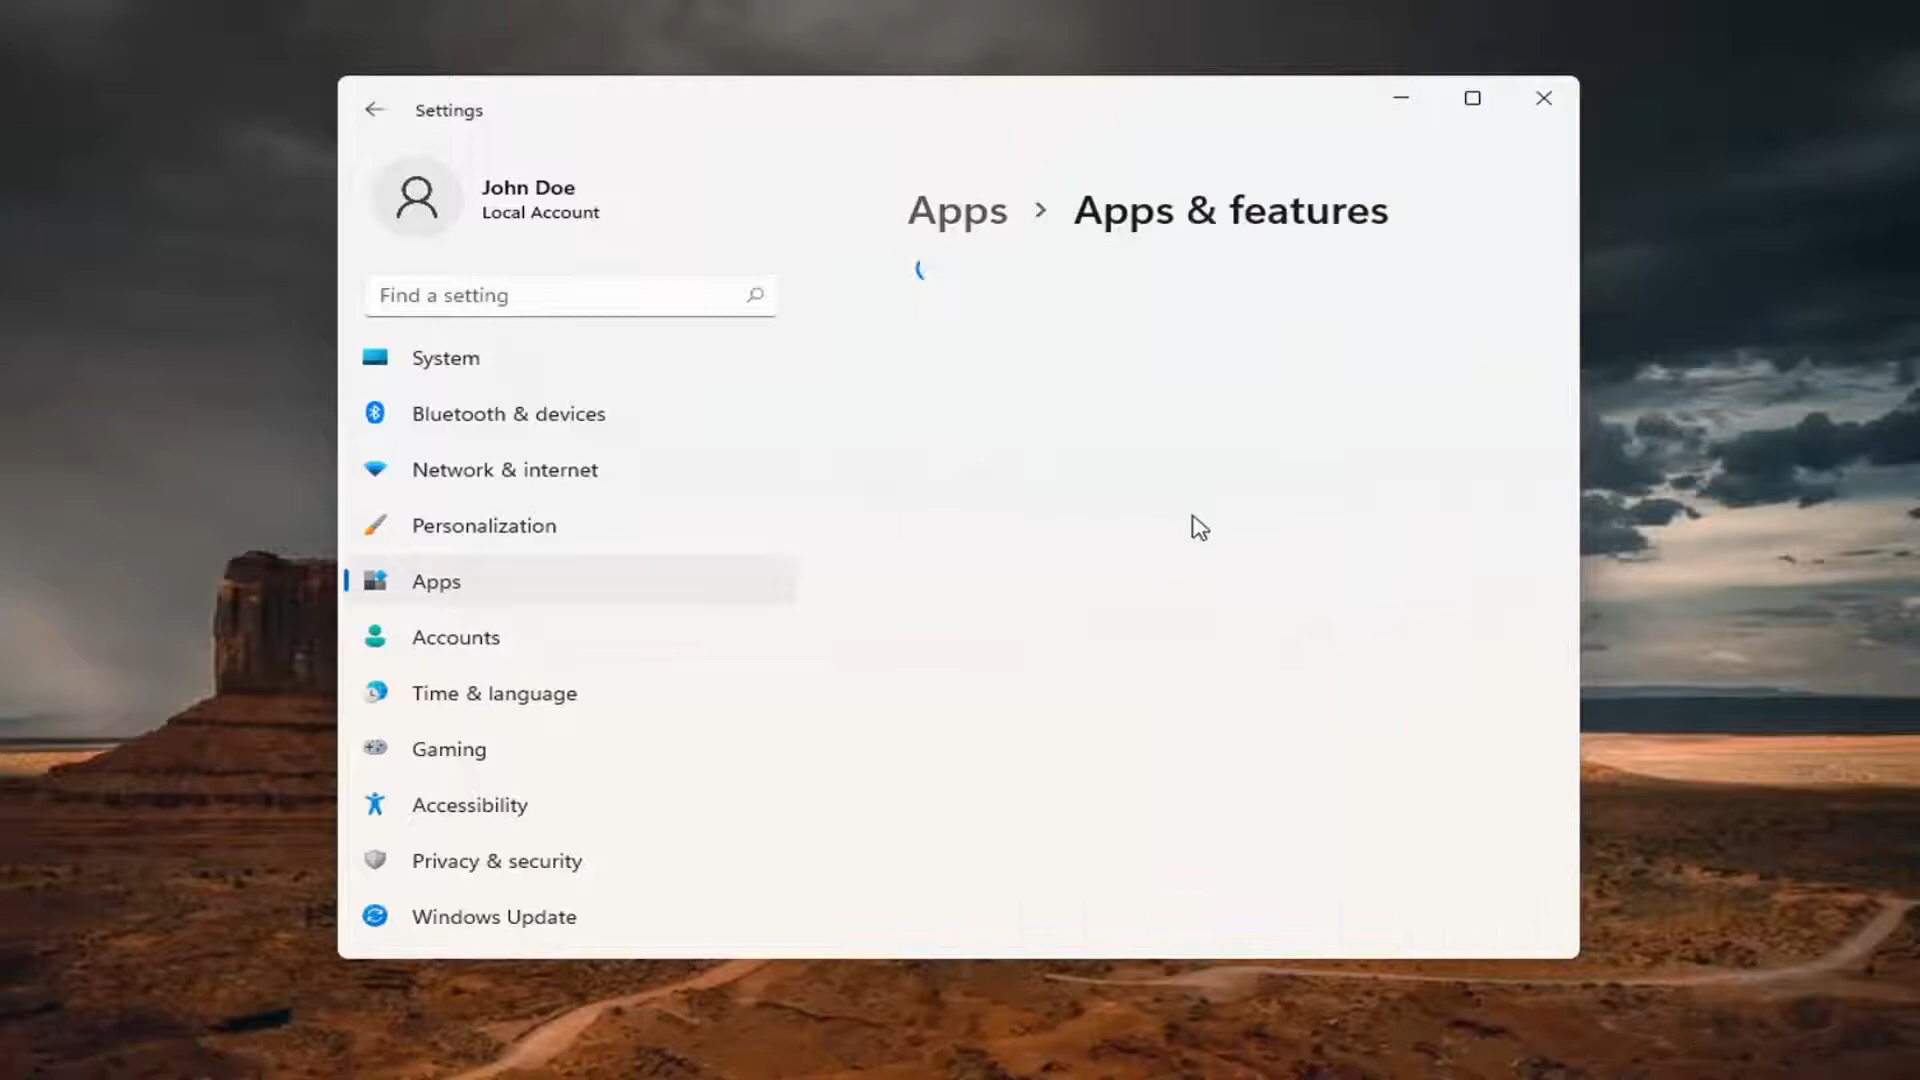 Settings
John Doe
Local Account
Find a setting
System
Bluetooth & devices
Network & internet
Personalization
Apps
Accounts
Time & language
Gaming
Accessibility
Privacy & security
Windows Update
Apps > Apps & features